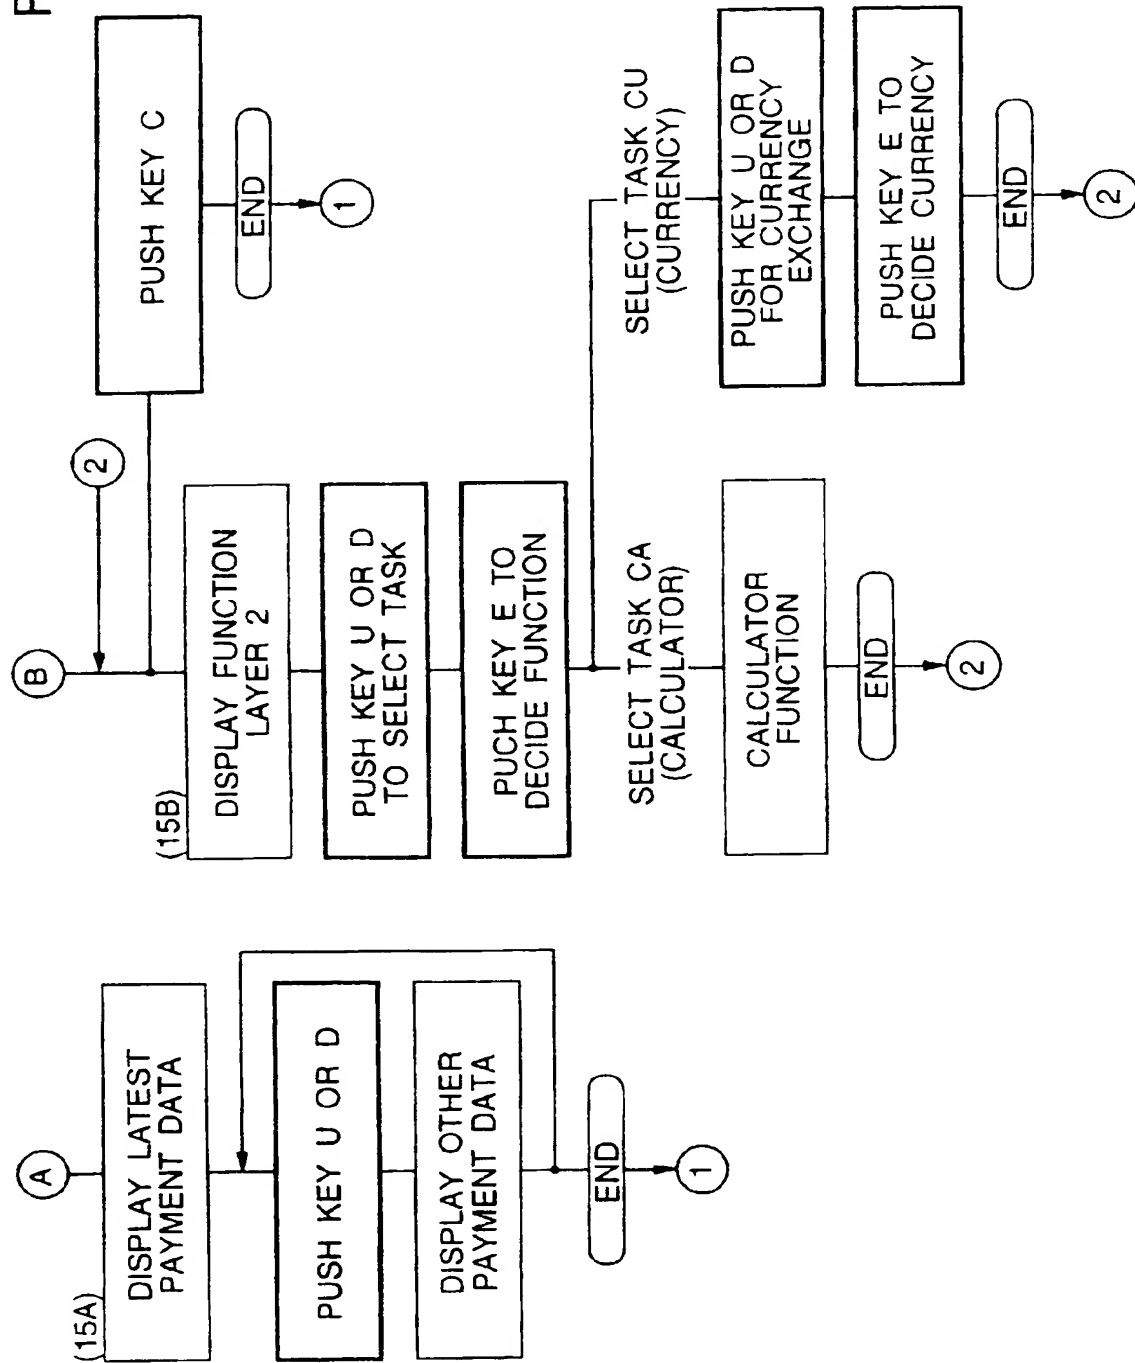 F
A
(15A)
DISPLAY LATEST
PAYMENT DATA
PUSH KEY U OR D
DISPLAY OTHER
PAYMENT DATA
END
1
B
2
(15B)
DISPLAY FUNCTION
LAYER 2
PUSH KEY U OR D
TO SELECT TASK
PUCH KEY E TO
DECIDE FUNCTION
SELECT TASK CA
(CALCULATOR)
CALCULATOR
FUNCTION
END
2
PUSH KEY C
END
1
SELECT TASK CU
(CURRENCY)
PUSH KEY U OR D
FOR CURRENCY
EXCHANGE
PUSH KEY E TO
DECIDE CURRENCY
END
2